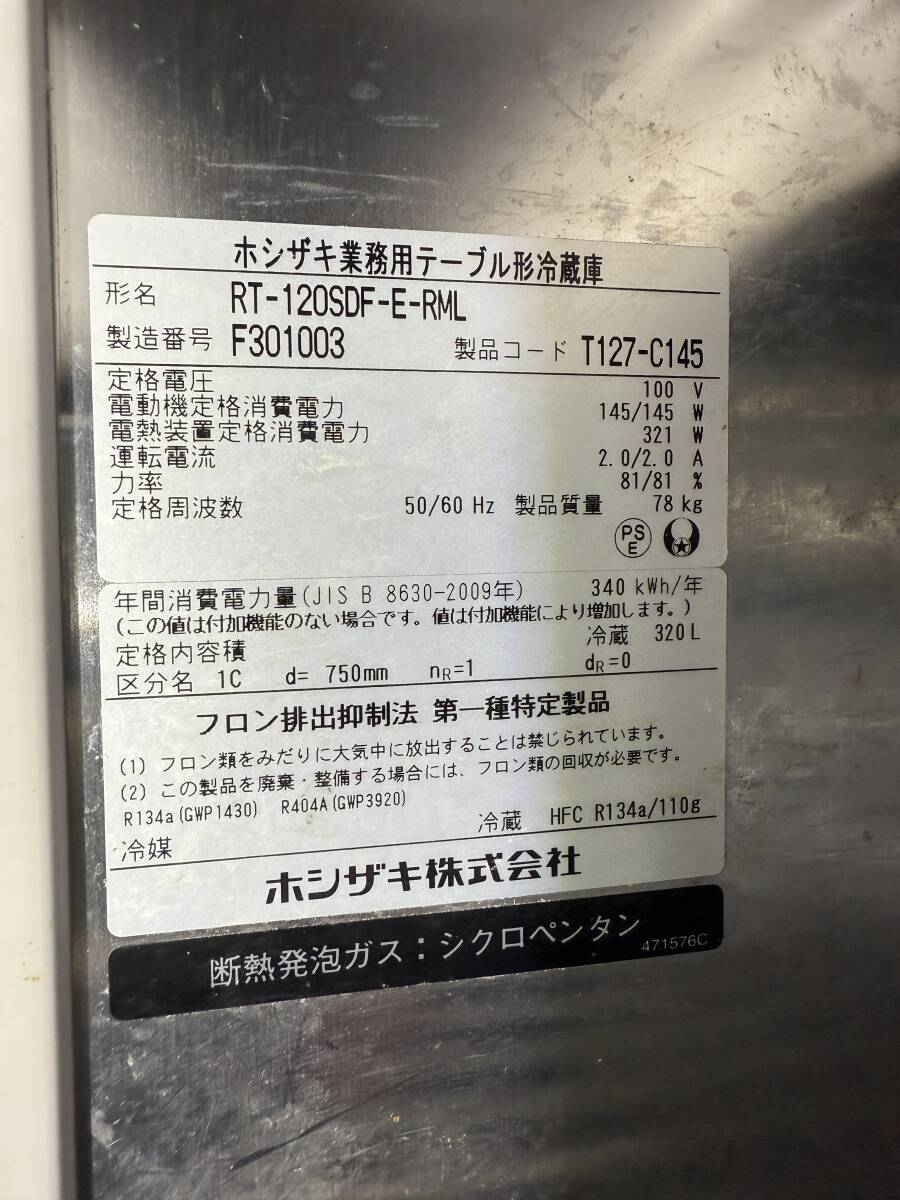 ホシザキ業務用テーブル形冷蔵庫
形名 RT-120SDF-E-RML
製造番号 F301003 製品コード T127-C145
定格電圧 100 V
電動機定格消費電力 145/145 W
電熱装置定格消費電力 321 W
運転電流 2.0/2.0 A
力率 81/81 %
定格周波数 50/60 Hz 製品質量 78 kg
PS E
年間消費電力量(JIS B 8630-2009年) 340 kWh/年
(この値は付加機能のない場合です。値は付加機能により増加します。)
定格内容積 冷蔵 320L
区分名 1C d= 750mm nR=1 dR=0
フロン排出抑制法 第一種特定製品
(1) フロン類をみだりに大気中に放出することは禁じられています。
(2) この製品を廃棄・整備する場合には、フロン類の回収が必要です。
R134a(GWP1430) R404A(GWP3920)
冷媒 冷蔵 HFC R134a/110g
ホシザキ株式会社
断熱発泡ガス:シクロペンタン 471576C